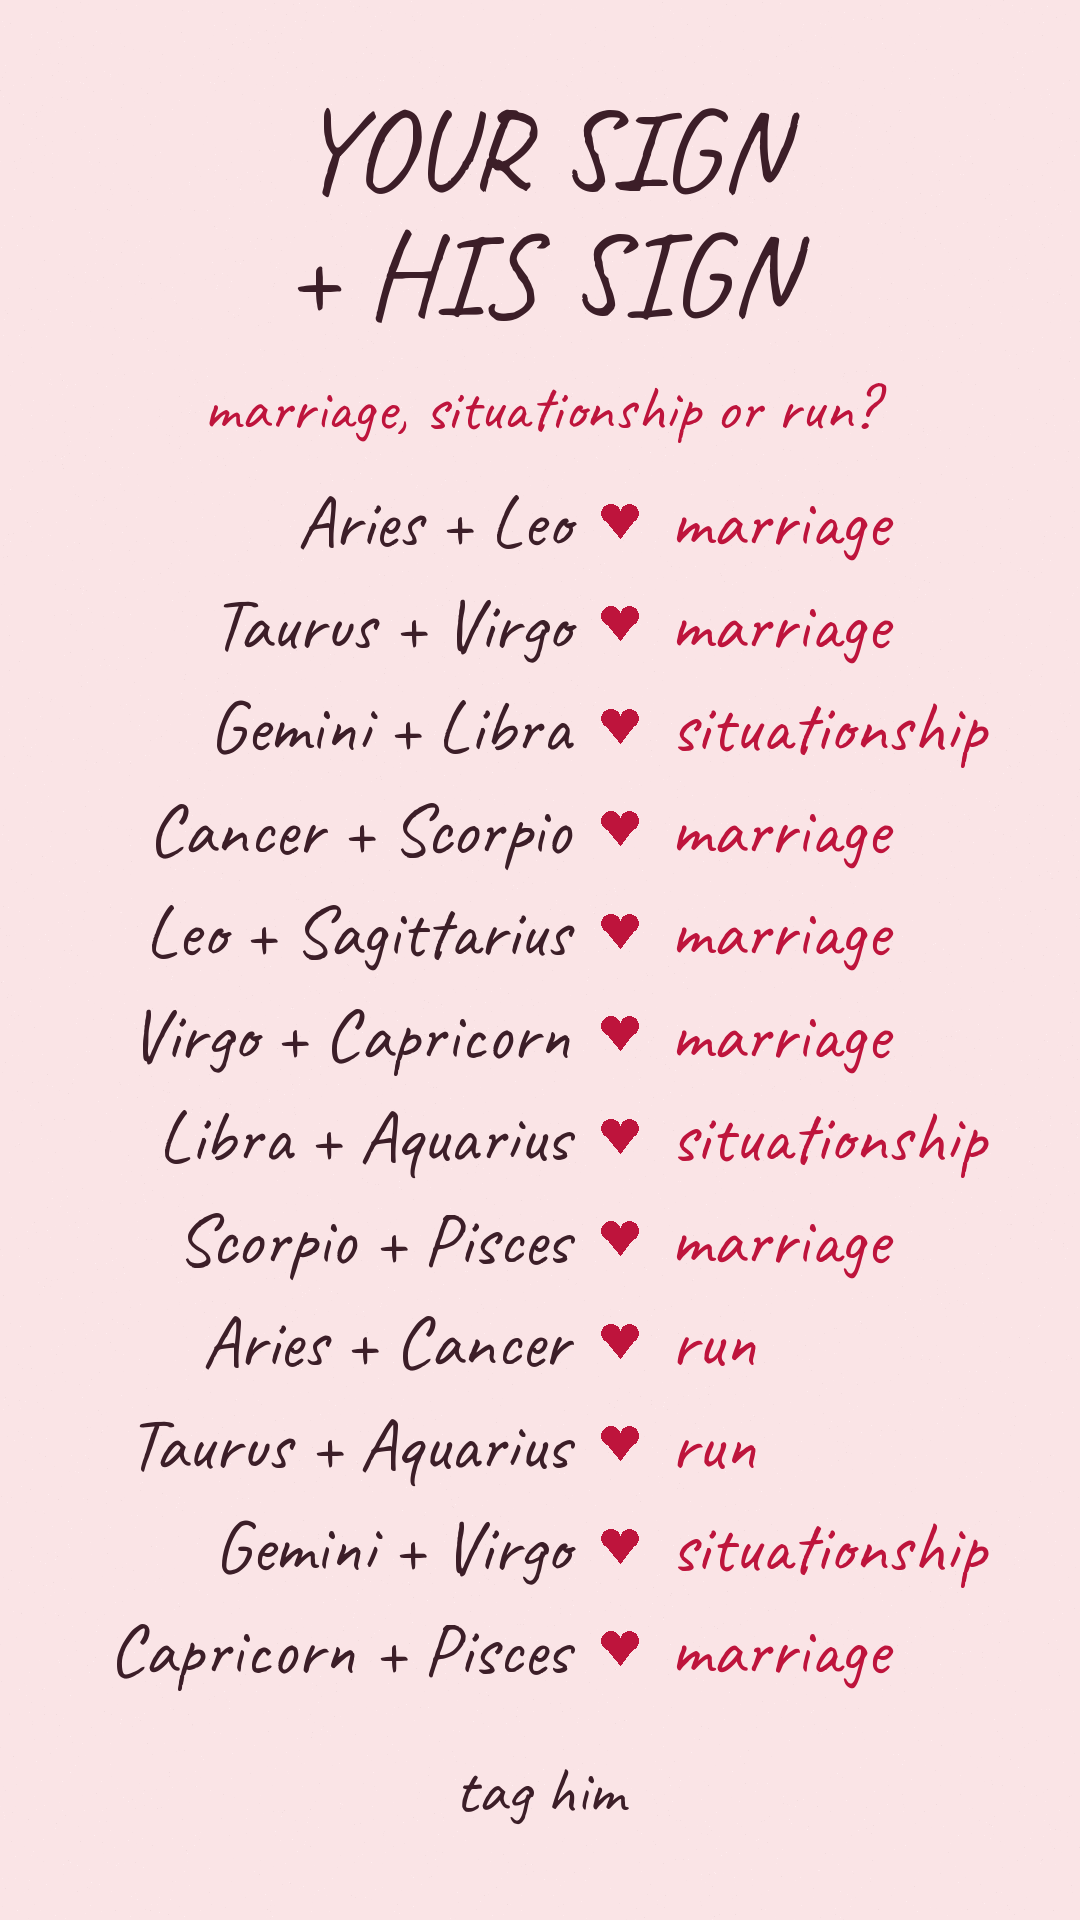 YOUR SIGN
+ HIS SIGN
marriage, situationship or run?
Aries + Leo ♥ marriage
Taurus + Virgo ♥ marriage
Gemini + Libra ♥ situationship
Cancer + Scorpio ♥ marriage
Leo + Sagittarius ♥ marriage
Virgo + Capricorn ♥ marriage
Libra + Aquarius ♥ situationship
Scorpio + Pisces ♥ marriage
Aries + Cancer ♥ run
Taurus + Aquarius ♥ run
Gemini + Virgo ♥ situationship
Capricorn + Pisces ♥ marriage
tag him